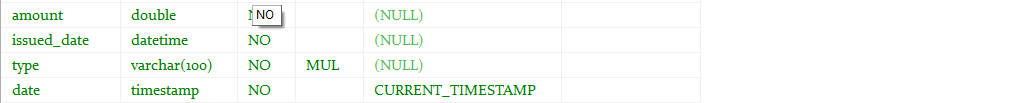 amount double NO (NULL)
issued_date datetime NO (NULL)
type varchar(100) NO MUL (NULL)
date timestamp NO CURRENT_TIMESTAMP